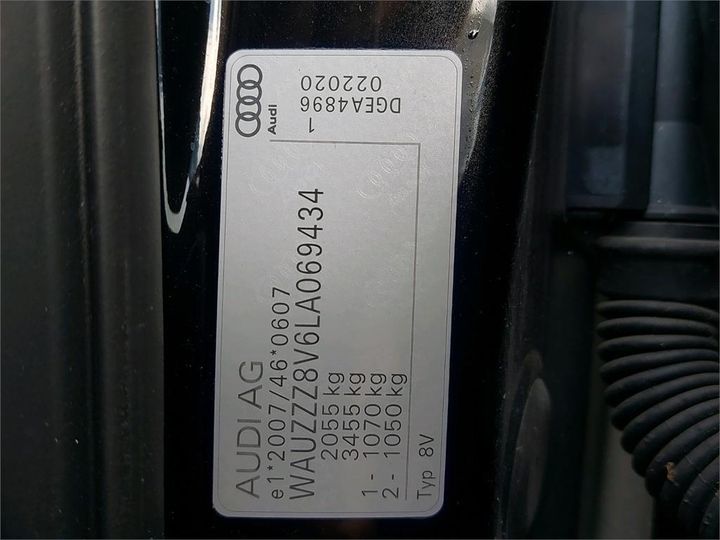 AUDI AG
e1*2007/46*0607
WAUZZZ8V6LA069434
2055 kg
3455 kg
1- 1070 kg
2- 1050 kg
Typ 8V
Audi
1
DGEA4896
022020